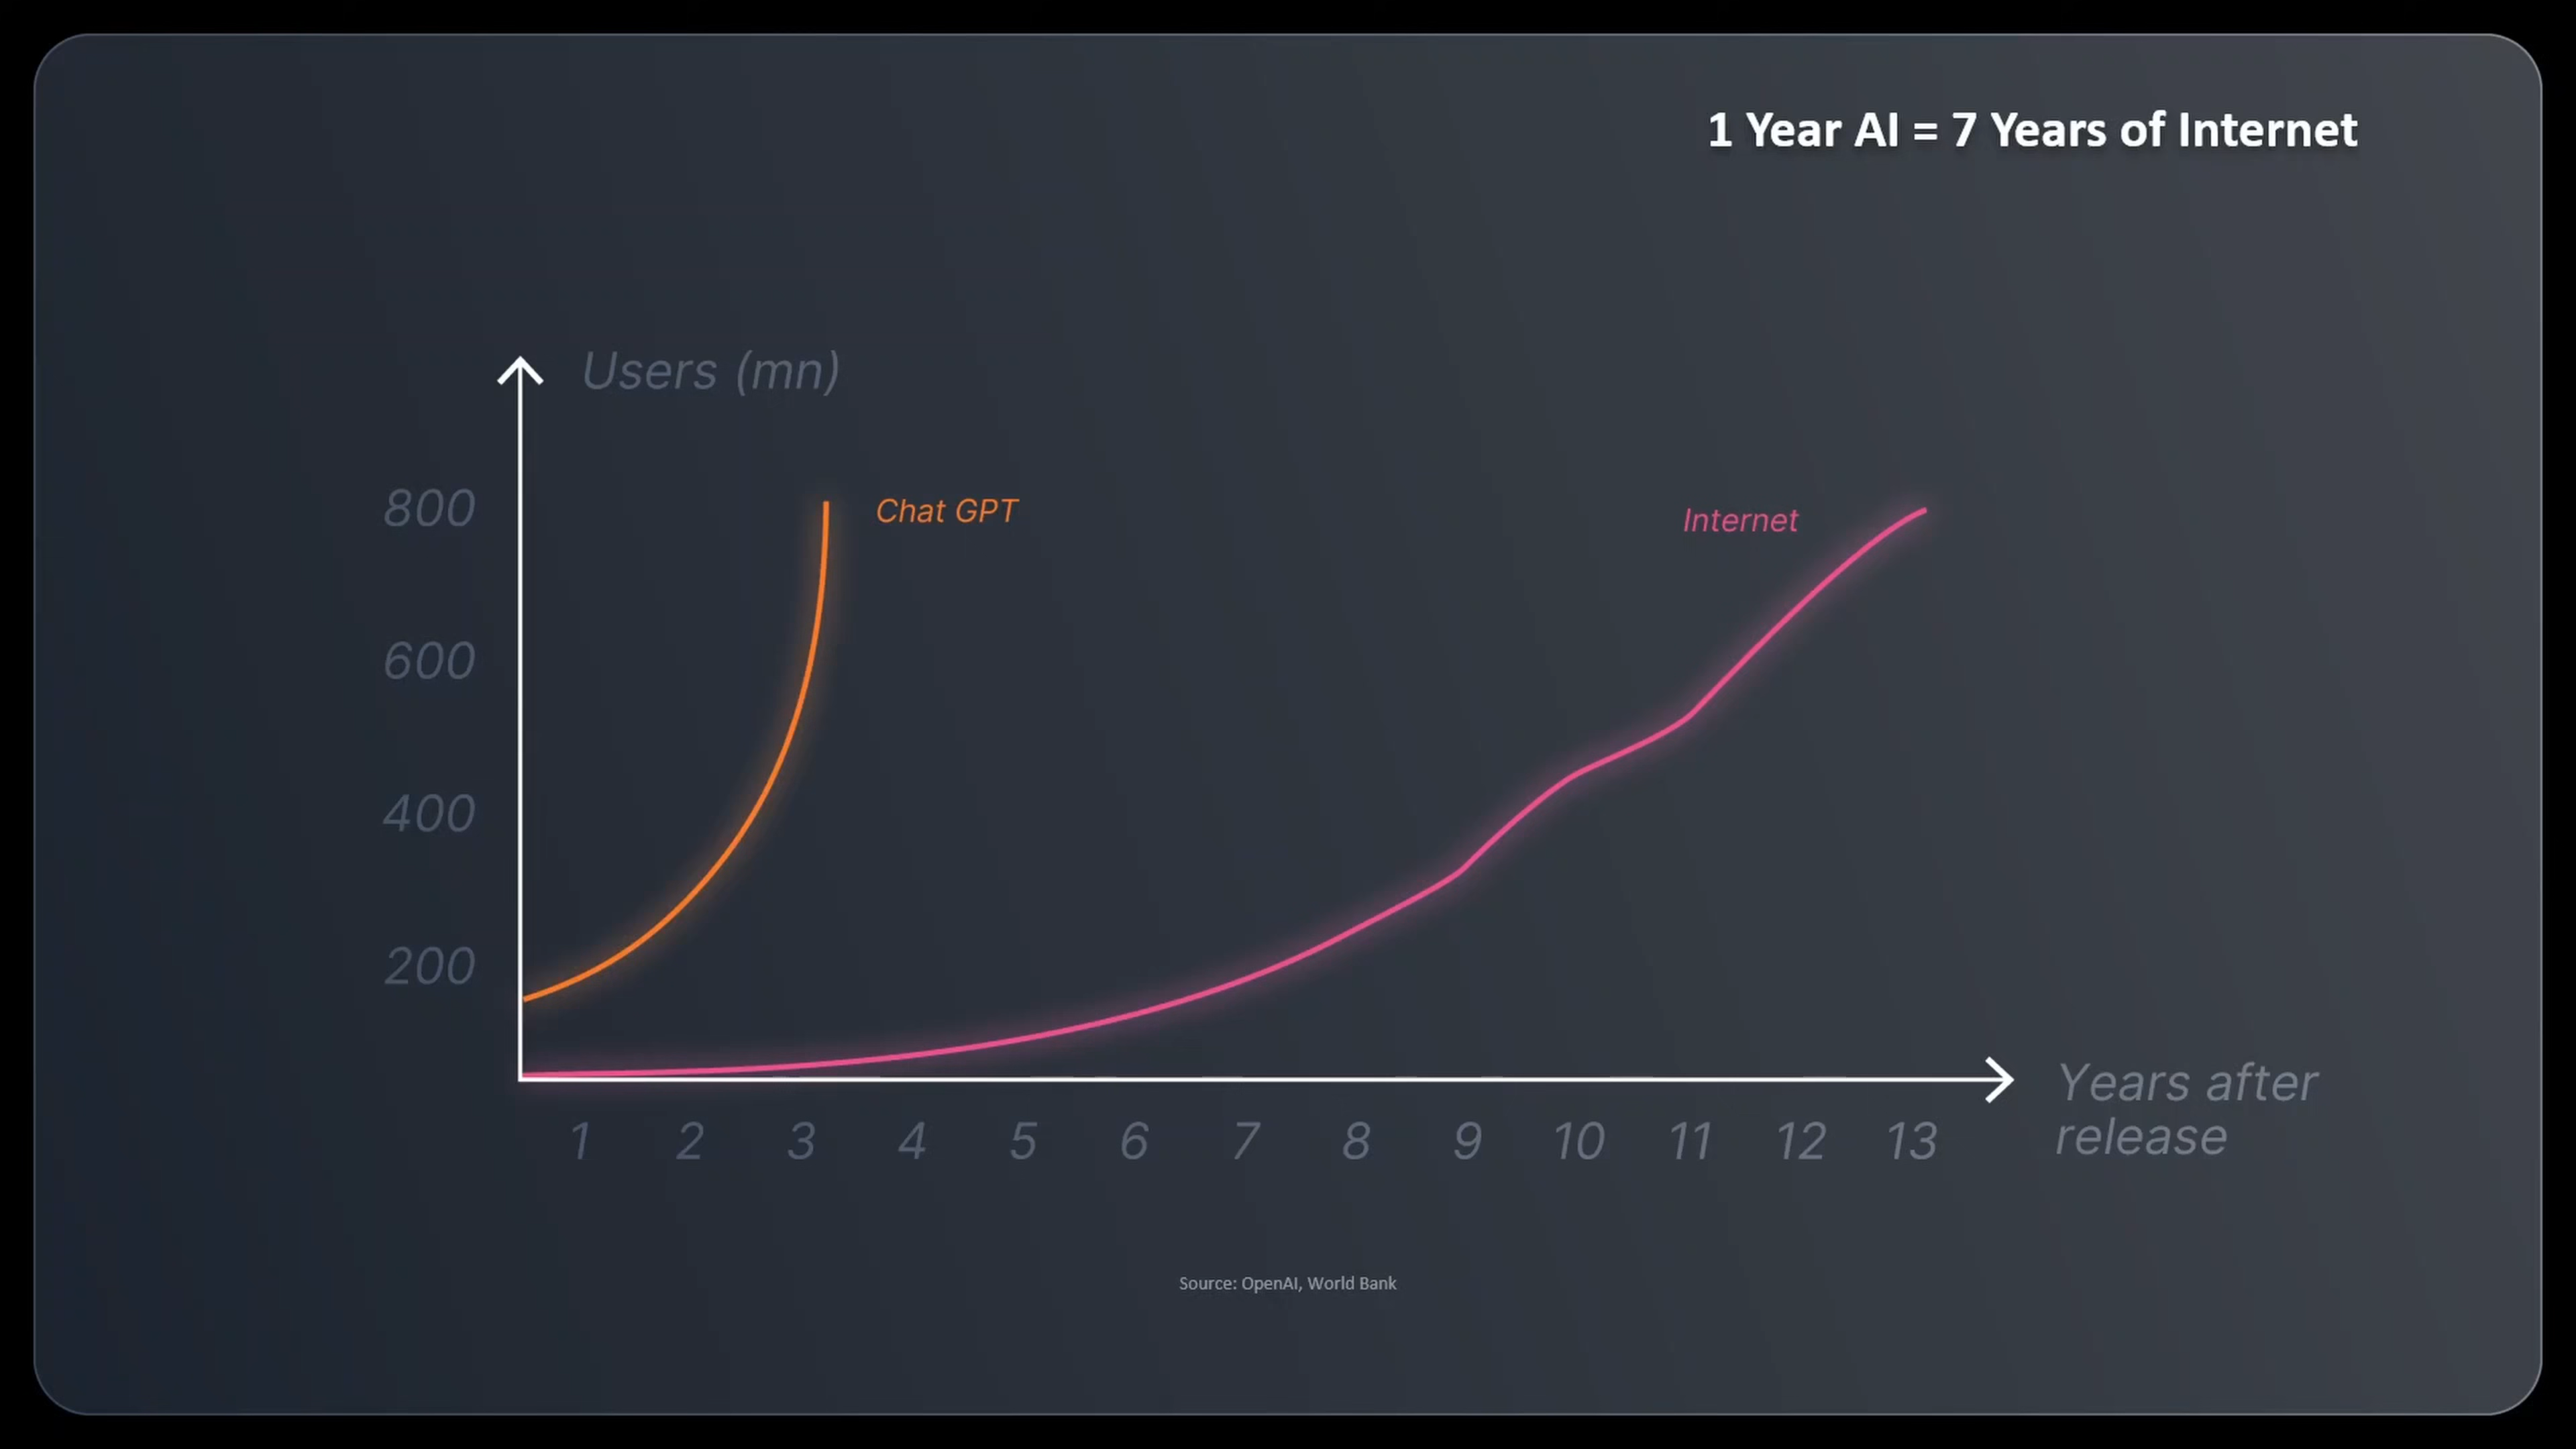 1 Year AI = 7 Years of Internet
Users (mn)
800
Chat GPT
Internet
600
400
200
1 2 3 4 5 6 7 8 9 10 11 12 13
Years after
release
Source: OpenAI, World Bank